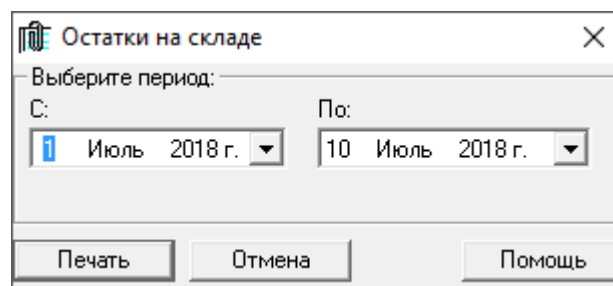 Остатки на складе
Выберите период:
С: По:
1 Июль 2018 г. 10 Июль 2018 г.
Печать Отмена Помощь